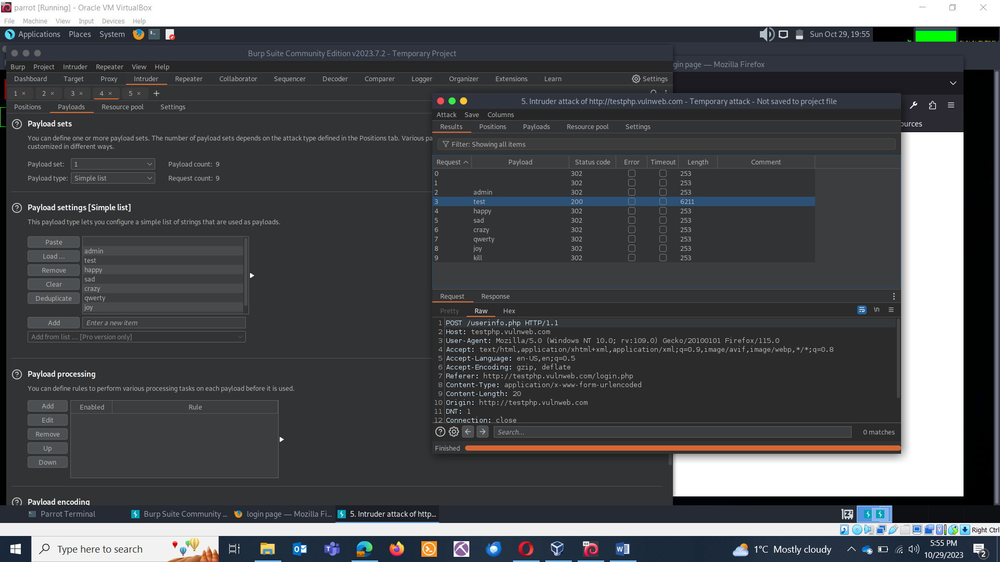 parrot [Running] - Oracle VM VirtualBox
File Machine View Input Devices Help
Applications Places System
Sun Oct 29, 19:55
Burp Suite Community Edition v2023.7.2 - Temporary Project
gin page — Mozilla Firefox
Burp Project Intruder Repeater View Help
Dashboard Target Proxy Intruder Repeater Collaborator Sequencer Decoder Comparer Logger Organizer Extensions Learn Settings
1 × 2 × 3 × 4 × 5 × +
Positions Payloads Resource pool Settings
Payload sets
You can define one or more payload sets. The number of payload sets depends on the attack type defined in the Positions tab. Various pa
customized in different ways.
Payload set: 1 Payload count: 9
Payload type: Simple list Request count: 9
Payload settings [Simple list]
This payload type lets you configure a simple list of strings that are used as payloads.
Paste
Load ...
Remove
Clear
Deduplicate
admin
test
happy
sad
crazy
qwerty
joy
Add Enter a new item
Add from list ... [Pro version only]
Payload processing
You can define rules to perform various processing tasks on each payload before it is used.
Add
Edit
Remove
Up
Down
Enabled Rule
Payload encoding
5. Intruder attack of http://testphp.vulnweb.com - Temporary attack - Not saved to project file
Attack Save Columns
Results Positions Payloads Resource pool Settings
ources
Filter: Showing all items
Request Payload Status code Error Timeout Length Comment
0 302 253
1 302 253
2 admin 302 253
3 test 200 6211
4 happy 302 253
5 sad 302 253
6 crazy 302 253
7 qwerty 302 253
8 joy 302 253
9 kill 302 253
Request Response
Pretty Raw Hex
\n
1 POST /userinfo.php HTTP/1.1
2 Host: testphp.vulnweb.com
3 User-Agent: Mozilla/5.0 (Windows NT 10.0; rv:109.0) Gecko/20100101 Firefox/115.0
4 Accept: text/html,application/xhtml+xml,application/xml;q=0.9,image/avif,image/webp,*/*;q=0.8
5 Accept-Language: en-US,en;q=0.5
6 Accept-Encoding: gzip, deflate
7 Referer: http://testphp.vulnweb.com/login.php
8 Content-Type: application/x-www-form-urlencoded
9 Content-Length: 20
10 Origin: http://testphp.vulnweb.com
11 DNT: 1
12 Connection: close
Search... 0 matches
Finished
Parrot Terminal Burp Suite Community ... login page — Mozilla Fi... 5. Intruder attack of http...
Right Ctrl
Type here to search
1°C Mostly cloudy
5:55 PM
10/29/2023
2